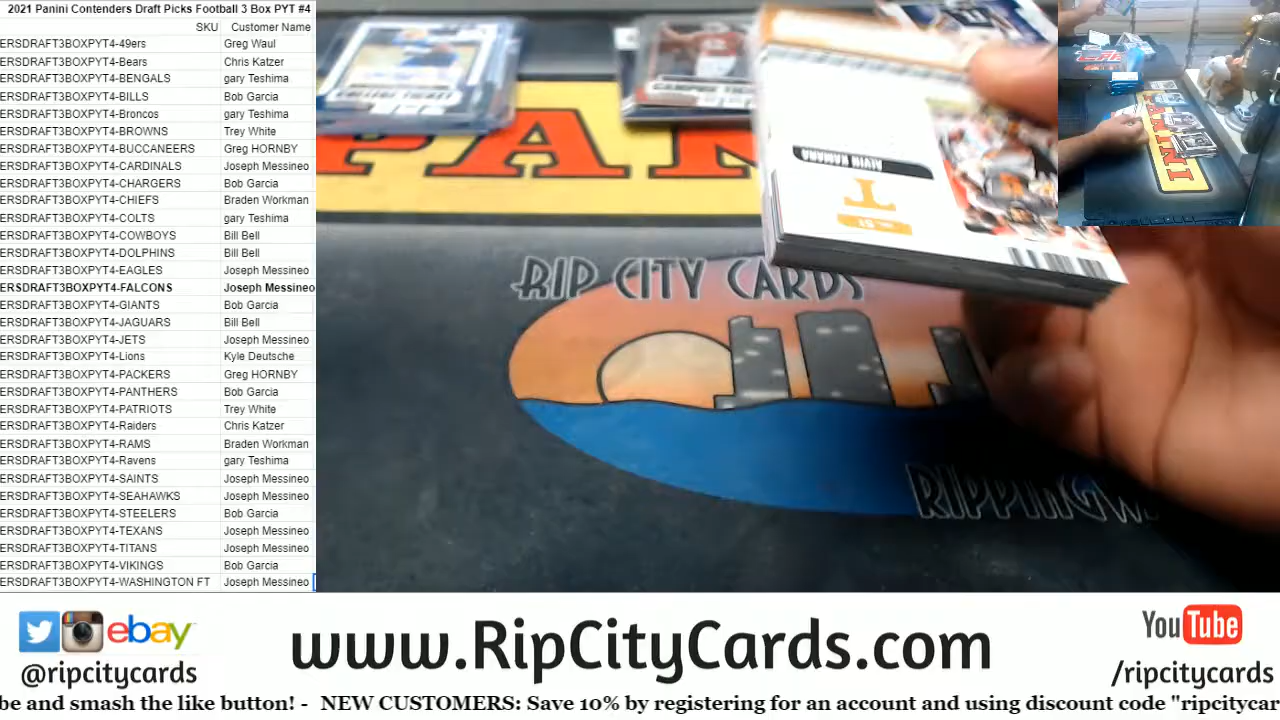 2021 Panini Contenders Draft Picks Football 3 Box PYT #4
SKU Customer Name
ERSDRAFT3BOXPYT4-49ers Greg Waul
ERSDRAFT3BOXPYT4-Bears Chris Katzer
ERSDRAFT3BOXPYT4-BENGALS gary Teshima
ERSDRAFT3BOXPYT4-BILLS Bob Garcia
ERSDRAFT3BOXPYT4-Broncos gary Teshima
ERSDRAFT3BOXPYT4-BROWNS Trey White
ERSDRAFT3BOXPYT4-BUCCANEERS Greg HORNBY
ERSDRAFT3BOXPYT4-CARDINALS Joseph Messineo
ERSDRAFT3BOXPYT4-CHARGERS Bob Garcia
ERSDRAFT3BOXPYT4-CHIEFS Braden Workman
ERSDRAFT3BOXPYT4-COLTS gary Teshima
ERSDRAFT3BOXPYT4-COWBOYS Bill Bell
ERSDRAFT3BOXPYT4-DOLPHINS Bill Bell
ERSDRAFT3BOXPYT4-EAGLES Joseph Messineo
ERSDRAFT3BOXPYT4-FALCONS Joseph Messineo
ERSDRAFT3BOXPYT4-GIANTS Bob Garcia
ERSDRAFT3BOXPYT4-JAGUARS Bill Bell
ERSDRAFT3BOXPYT4-JETS Joseph Messineo
ERSDRAFT3BOXPYT4-Lions Kyle Deutsche
ERSDRAFT3BOXPYT4-PACKERS Greg HORNBY
ERSDRAFT3BOXPYT4-PANTHERS Bob Garcia
ERSDRAFT3BOXPYT4-PATRIOTS Trey White
ERSDRAFT3BOXPYT4-Raiders Chris Katzer
ERSDRAFT3BOXPYT4-RAMS Braden Workman
ERSDRAFT3BOXPYT4-Ravens gary Teshima
ERSDRAFT3BOXPYT4-SAINTS Joseph Messineo
ERSDRAFT3BOXPYT4-SEAHAWKS Joseph Messineo
ERSDRAFT3BOXPYT4-STEELERS Bob Garcia
ERSDRAFT3BOXPYT4-TEXANS Joseph Messineo
ERSDRAFT3BOXPYT4-TITANS Joseph Messineo
ERSDRAFT3BOXPYT4-VIKINGS Bob Garcia
ERSDRAFT3BOXPYT4-WASHINGTON FT Joseph Messineo
PANI
ALVIN KAMARA
T
RIP CITY CARDS
RIPPINGW
PANINI
ebay
@ripcitycards
www.RipCityCards.com
YouTube
/ripcitycards
be and smash the like button! - NEW CUSTOMERS: Save 10% by registering for an account and using discount code "ripcitycar